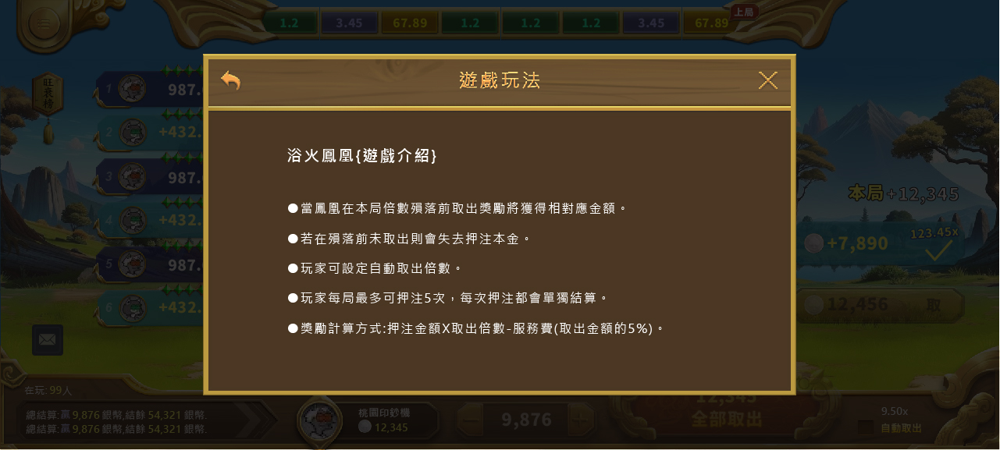 1.2 3.45 67.89 1.2 1.2 1.2 3.45 67.89 上局
遊戲玩法
旺衰榜
1 987.
2 +432.
3 987.
4 +432.
5 987.
6 +432.
浴火鳳凰{遊戲介紹}
●當鳳凰在本局倍數殞落前取出獎勵將獲得相對應金額。
●若在殞落前未取出則會失去押注本金。
●玩家可設定自動取出倍數。
●玩家每局最多可押注5次，每次押注都會單獨結算。
●獎勵計算方式:押注金額X取出倍數-服務費(取出金額的5%)。
本局+12,345
+7,890 123.45x
12,456 取
在玩: 99人
總結算: 贏 9,876 銀幣,結餘 54,321 銀幣.
總結算: 贏 9,876 銀幣,結餘 54,321 銀幣.
桃園印鈔機
12,345
9,876
12,345
全部取出
9.50x
自動取出